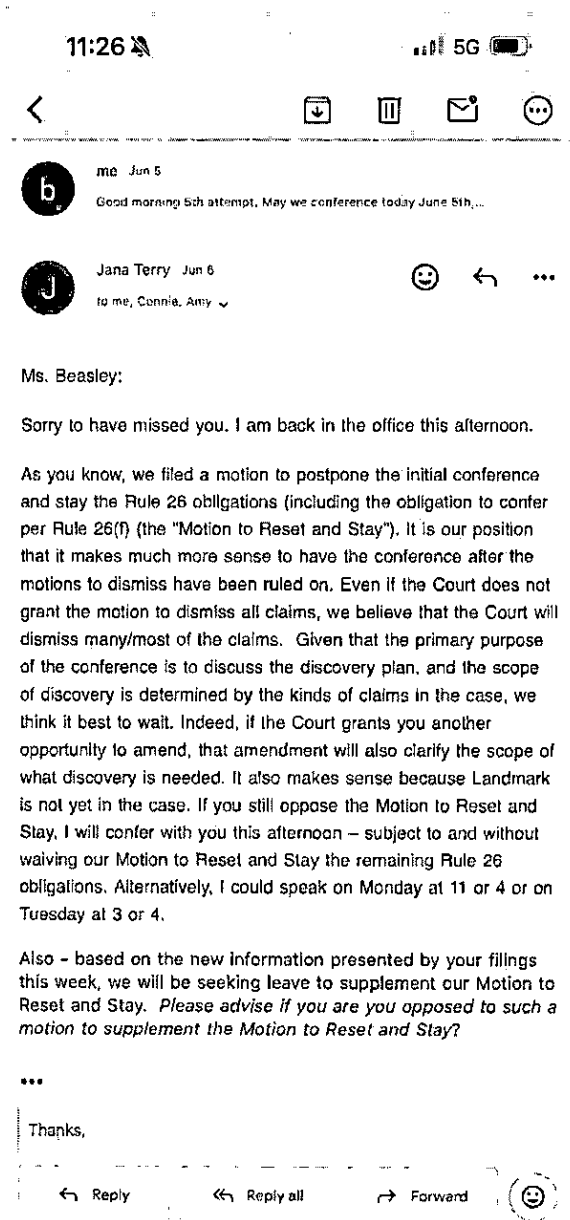 11:26
5G
b
me Jun 5
Good morning 5th attempt, May we conference today June 5th,...
J
Jana Terry Jun 6
to me, Connie, Amy
Ms. Beasley:
Sorry to have missed you. I am back in the office this afternoon.
As you know, we filed a motion to postpone the initial conference
and stay the Rule 26 obligations (including the obligation to confer
per Rule 26(f) (the "Motion to Reset and Stay"). It is our position
that it makes much more sense to have the conference after the
motions to dismiss have been ruled on. Even if the Court does not
grant the motion to dismiss all claims, we believe that the Court will
dismiss many/most of the claims. Given that the primary purpose
of the conference is to discuss the discovery plan, and the scope
of discovery is determined by the kinds of claims in the case, we
think it best to wait. Indeed, if the Court grants you another
opportunity to amend, that amendment will also clarify the scope of
what discovery is needed. It also makes sense because Landmark
is not yet in the case. If you still oppose the Motion to Reset and
Stay, I will confer with you this afternoon – subject to and without
waiving our Motion to Reset and Stay the remaining Rule 26
obligations. Alternatively, I could speak on Monday at 11 or 4 or on
Tuesday at 3 or 4.
Also - based on the new information presented by your filings
this week, we will be seeking leave to supplement our Motion to
Reset and Stay. Please advise if you are you opposed to such a
motion to supplement the Motion to Reset and Stay?
Thanks,
Reply Reply all Forward